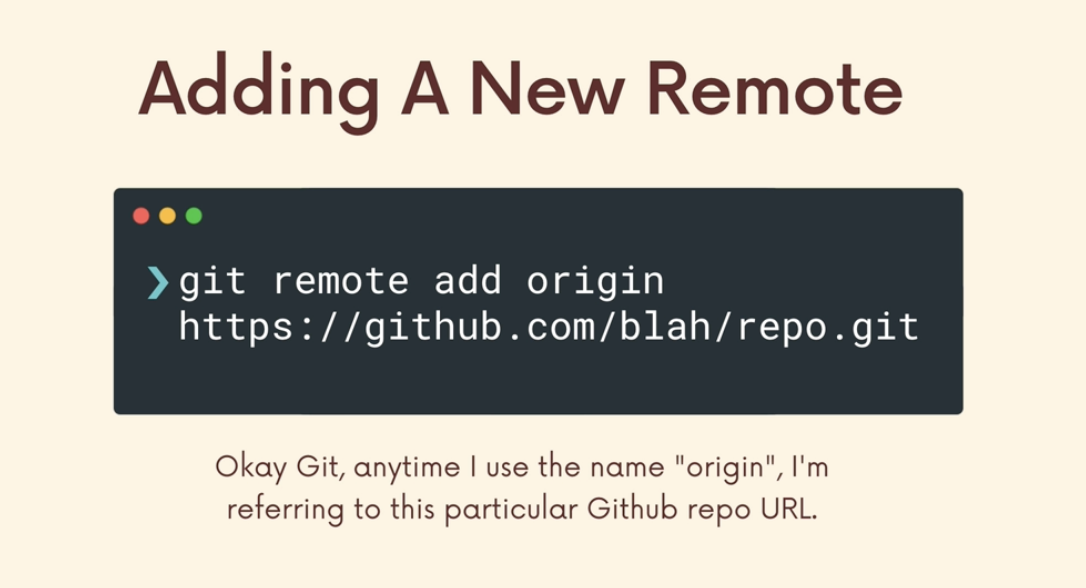 Adding A New Remote
❯ git remote add origin
https://github.com/blah/repo.git
Okay Git, anytime I use the name "origin", I'm
referring to this particular Github repo URL.